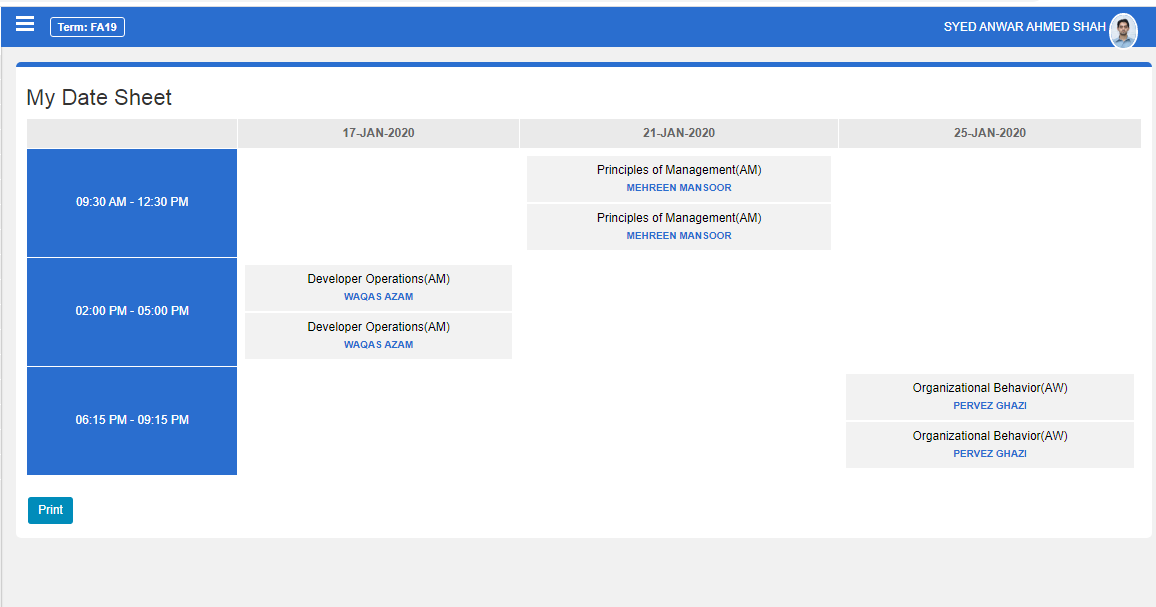 Term: FA19
SYED ANWAR AHMED SHAH
My Date Sheet
17-JAN-2020
21-JAN-2020
25-JAN-2020
09:30 AM - 12:30 PM
Principles of Management(AM)
MEHREEN MANSOOR
Principles of Management(AM)
MEHREEN MANSOOR
02:00 PM - 05:00 PM
Developer Operations(AM)
WAQAS AZAM
Developer Operations(AM)
WAQAS AZAM
06:15 PM - 09:15 PM
Organizational Behavior(AW)
PERVEZ GHAZI
Organizational Behavior(AW)
PERVEZ GHAZI
Print